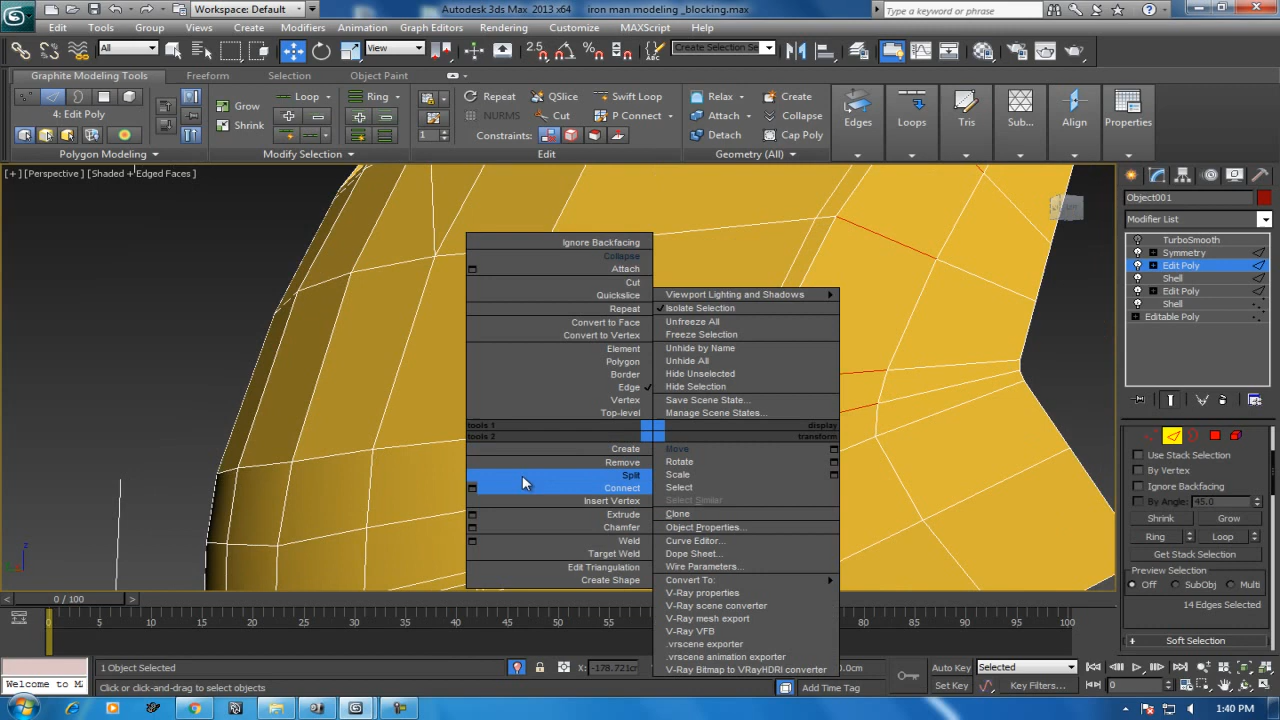 Workspace: Default
Autodesk 3ds Max 2013 x64 iron man modeling _blocking.max
Type a keyword or phrase
Edit Tools Group Views Create Modifiers Animation Graph Editors Rendering Customize MAXScript Help
All
View
2.5
Create Selection Se
Graphite Modeling Tools Freeform Selection Object Paint
4: Edit Poly
Grow
Shrink
Loop
Ring
1
Repeat QSlice Swift Loop
NURMS Cut P Connect
Constraints:
Relax Create
Attach Collapse
Detach Cap Poly
Edges
Loops
Tris
Sub...
Align
Properties
Polygon Modeling Modify Selection Edit Geometry (All)
[+] [Perspective] [Shaded + Edged Faces]
Ignore Backfacing
Collapse
Attach
Cut
Quickslice
Repeat
Convert to Face
Convert to Vertex
Element
Polygon
Border
Edge
Vertex
Top-level
tools 1
tools 2
Create
Remove
Split
Connect
Insert Vertex
Extrude
Chamfer
Weld
Target Weld
Edit Triangulation
Create Shape
Viewport Lighting and Shadows
Isolate Selection
Unfreeze All
Freeze Selection
Unhide by Name
Unhide All
Hide Unselected
Hide Selection
Save Scene State...
Manage Scene States...
display
transform
Move
Rotate
Scale
Select
Select Similar
Clone
Object Properties...
Curve Editor...
Dope Sheet...
Wire Parameters...
Convert To:
V-Ray properties
V-Ray scene converter
V-Ray mesh export
V-Ray VFB
.vrscene exporter
.vrscene animation exporter
V-Ray Bitmap to VRayHDRI converter
Object001
Modifier List
TurboSmooth
Symmetry
Edit Poly
Shell
Edit Poly
Shell
Editable Poly
Use Stack Selection
By Vertex
Ignore Backfacing
By Angle: 45.0
Shrink Grow
Ring Loop
Get Stack Selection
Preview Selection
Off SubObj Multi
14 Edges Selected
Soft Selection
0 / 100
0 5 10 15 20 25 30 35 40 45 85 90 95 100
Welcome to M
1 Object Selected
Click or click-and-drag to select objects
X: -178.721c
Add Time Tag
Auto Key Selected
Set Key Key Filters...
0
1:40 PM